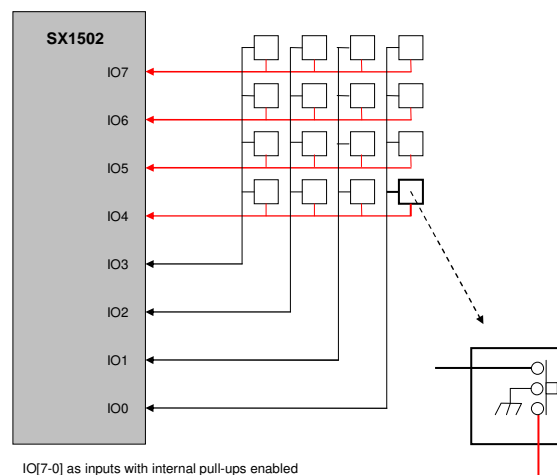 SX1502
IO7
IO6
IO5
IO4
IO3
IO2
IO1
IO0
IO[7-0] as inputs with internal pull-ups enabled